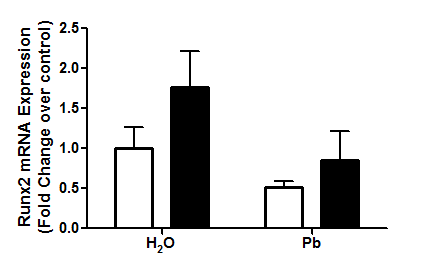 Runx2 mRNA Expression
(Fold Change over control)
2.5
2.0
1.5
1.0
0.5
0.0
H₂O
Pb